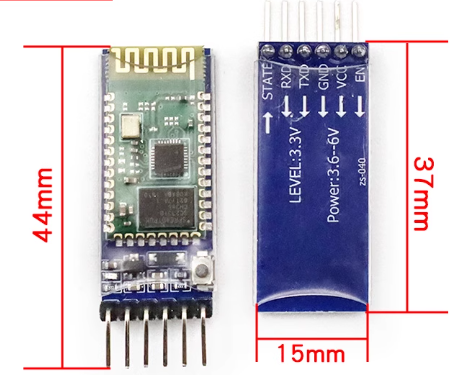 44mm
STATE
RXD
TXD
GND
VCC
EN
LEVEL:3.3V
Power:3.6--6V
zs-040
37mm
15mm